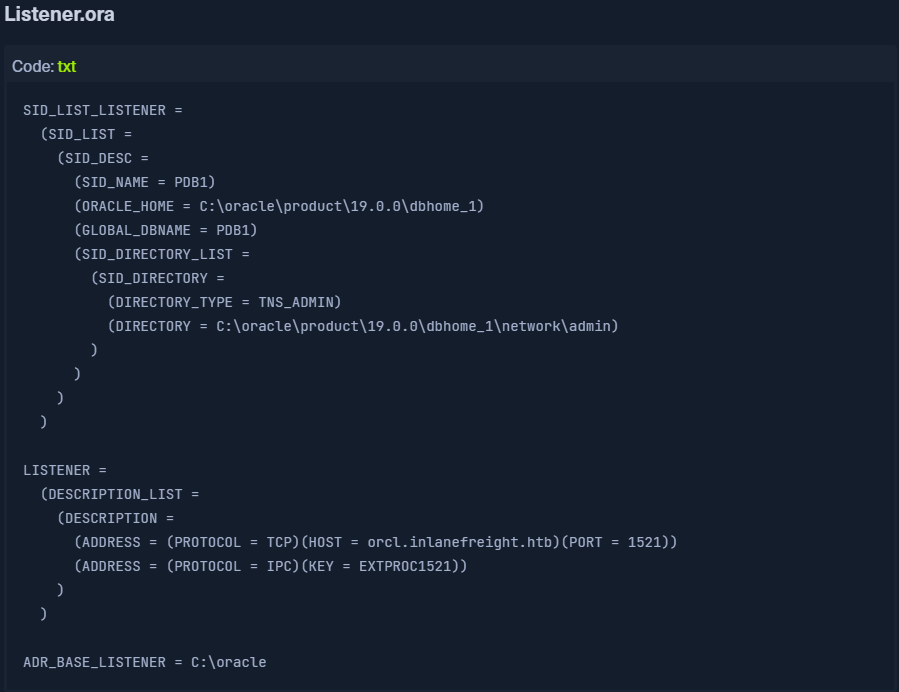 Listener.ora
Code: txt
SID_LIST_LISTENER =
  (SID_LIST =
    (SID_DESC =
      (SID_NAME = PDB1)
      (ORACLE_HOME = C:\oracle\product\19.0.0\dbhome_1)
      (GLOBAL_DBNAME = PDB1)
      (SID_DIRECTORY_LIST =
        (SID_DIRECTORY =
          (DIRECTORY_TYPE = TNS_ADMIN)
          (DIRECTORY = C:\oracle\product\19.0.0\dbhome_1\network\admin)
        )
      )
    )
  )
LISTENER =
  (DESCRIPTION_LIST =
    (DESCRIPTION =
      (ADDRESS = (PROTOCOL = TCP)(HOST = orcl.inlanefreight.htb)(PORT = 1521))
      (ADDRESS = (PROTOCOL = IPC)(KEY = EXTPROC1521))
    )
  )
ADR_BASE_LISTENER = C:\oracle